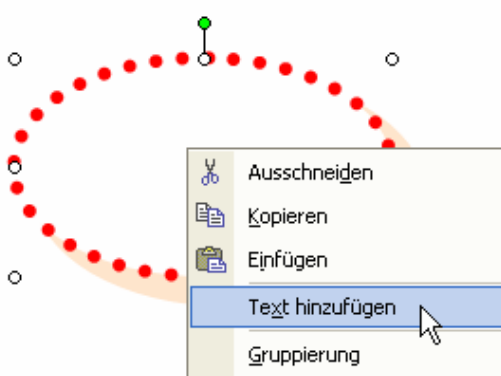 Ausschneiden
Kopieren
Einfügen
Text hinzufügen
Gruppierung